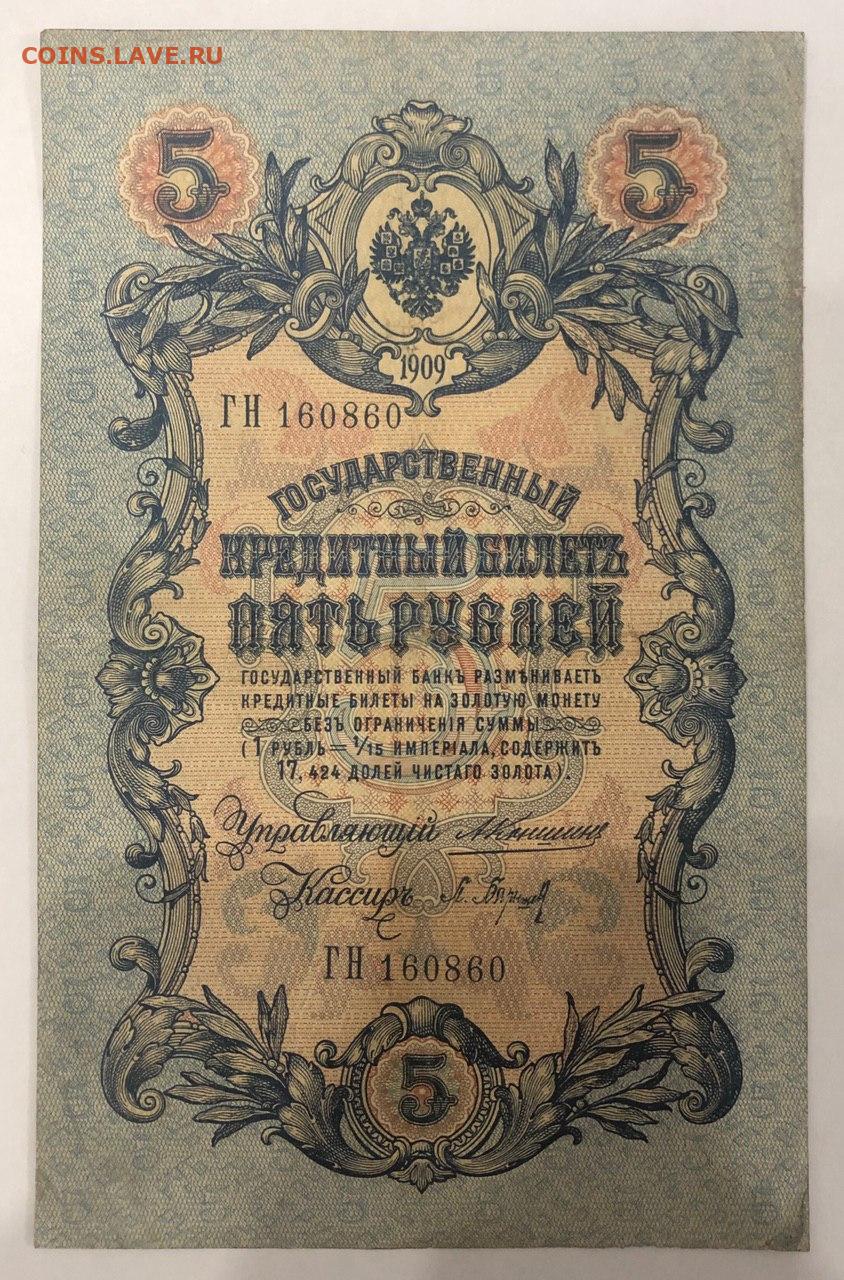 COINS.LAVE.RU
5 5
1909
ГН 160860
ГОСУДАРСТВЕННЫЙ
КРЕДИТНЫЙ БИЛЕТЪ
ПЯТЬ РУБЛЕЙ
ГОСУДАРСТВЕННЫЙ БАНКЪ РАЗМѢНИВАЕТЪ
КРЕДИТНЫЕ БИЛЕТЫ НА ЗОЛОТУЮ МОНЕТУ
БЕЗЪ ОГРАНИЧЕНІЯ СУММЫ
(1 РУБЛЬ = 1/15 ИМПЕРІАЛА, СОДЕРЖИТЪ
17,424 ДОЛЕЙ ЧИСТАГО ЗОЛОТА).
Управляющій А Коншинъ
Кассиръ
ГН 160860
5